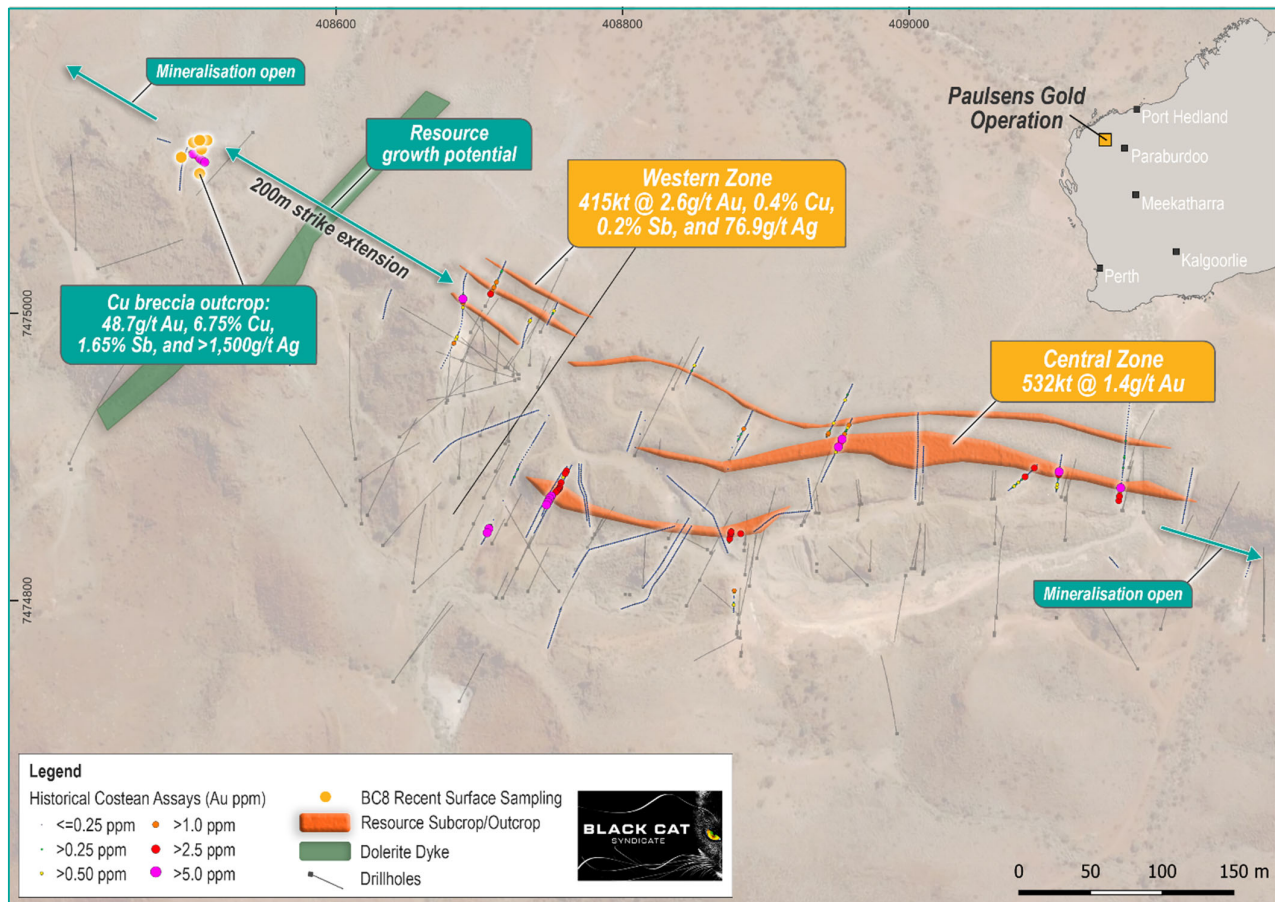 408600
408800
409000
Mineralisation open
Resource
growth potential
200m strike extension
Western Zone
415kt @ 2.6g/t Au, 0.4% Cu,
0.2% Sb, and 76.9g/t Ag
Paulsens Gold
Operation
Port Hedland
Paraburdoo
Meekatharra
Kalgoorlie
Perth
7475000
Cu breccia outcrop:
48.7g/t Au, 6.75% Cu,
1.65% Sb, and >1,500g/t Ag
Central Zone
532kt @ 1.4g/t Au
7474800
Mineralisation open
Legend
Historical Costean Assays (Au ppm)
<=0.25 ppm
>0.25 ppm
>0.50 ppm
>1.0 ppm
>2.5 ppm
>5.0 ppm
BC8 Recent Surface Sampling
Resource Subcrop/Outcrop
Dolerite Dyke
Drillholes
BLACK CAT
SYNDICATE
0 50 100 150 m